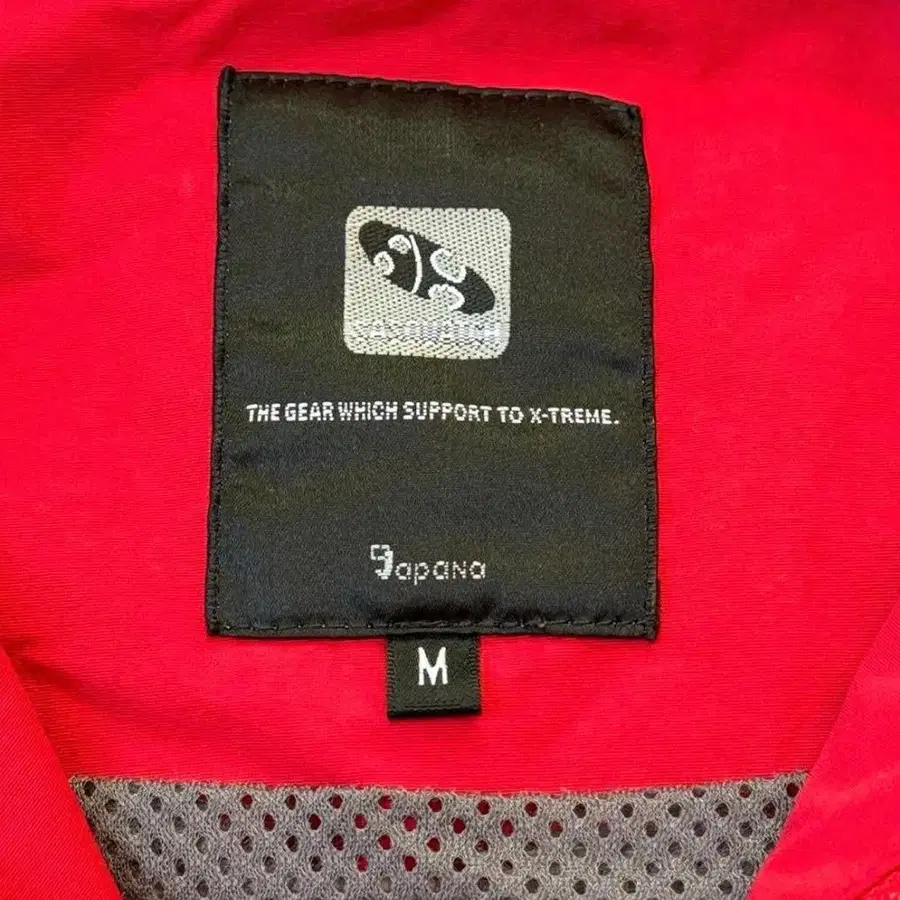 THE GEAR WHICH SUPPORT TO X-TREME.
Japana
M